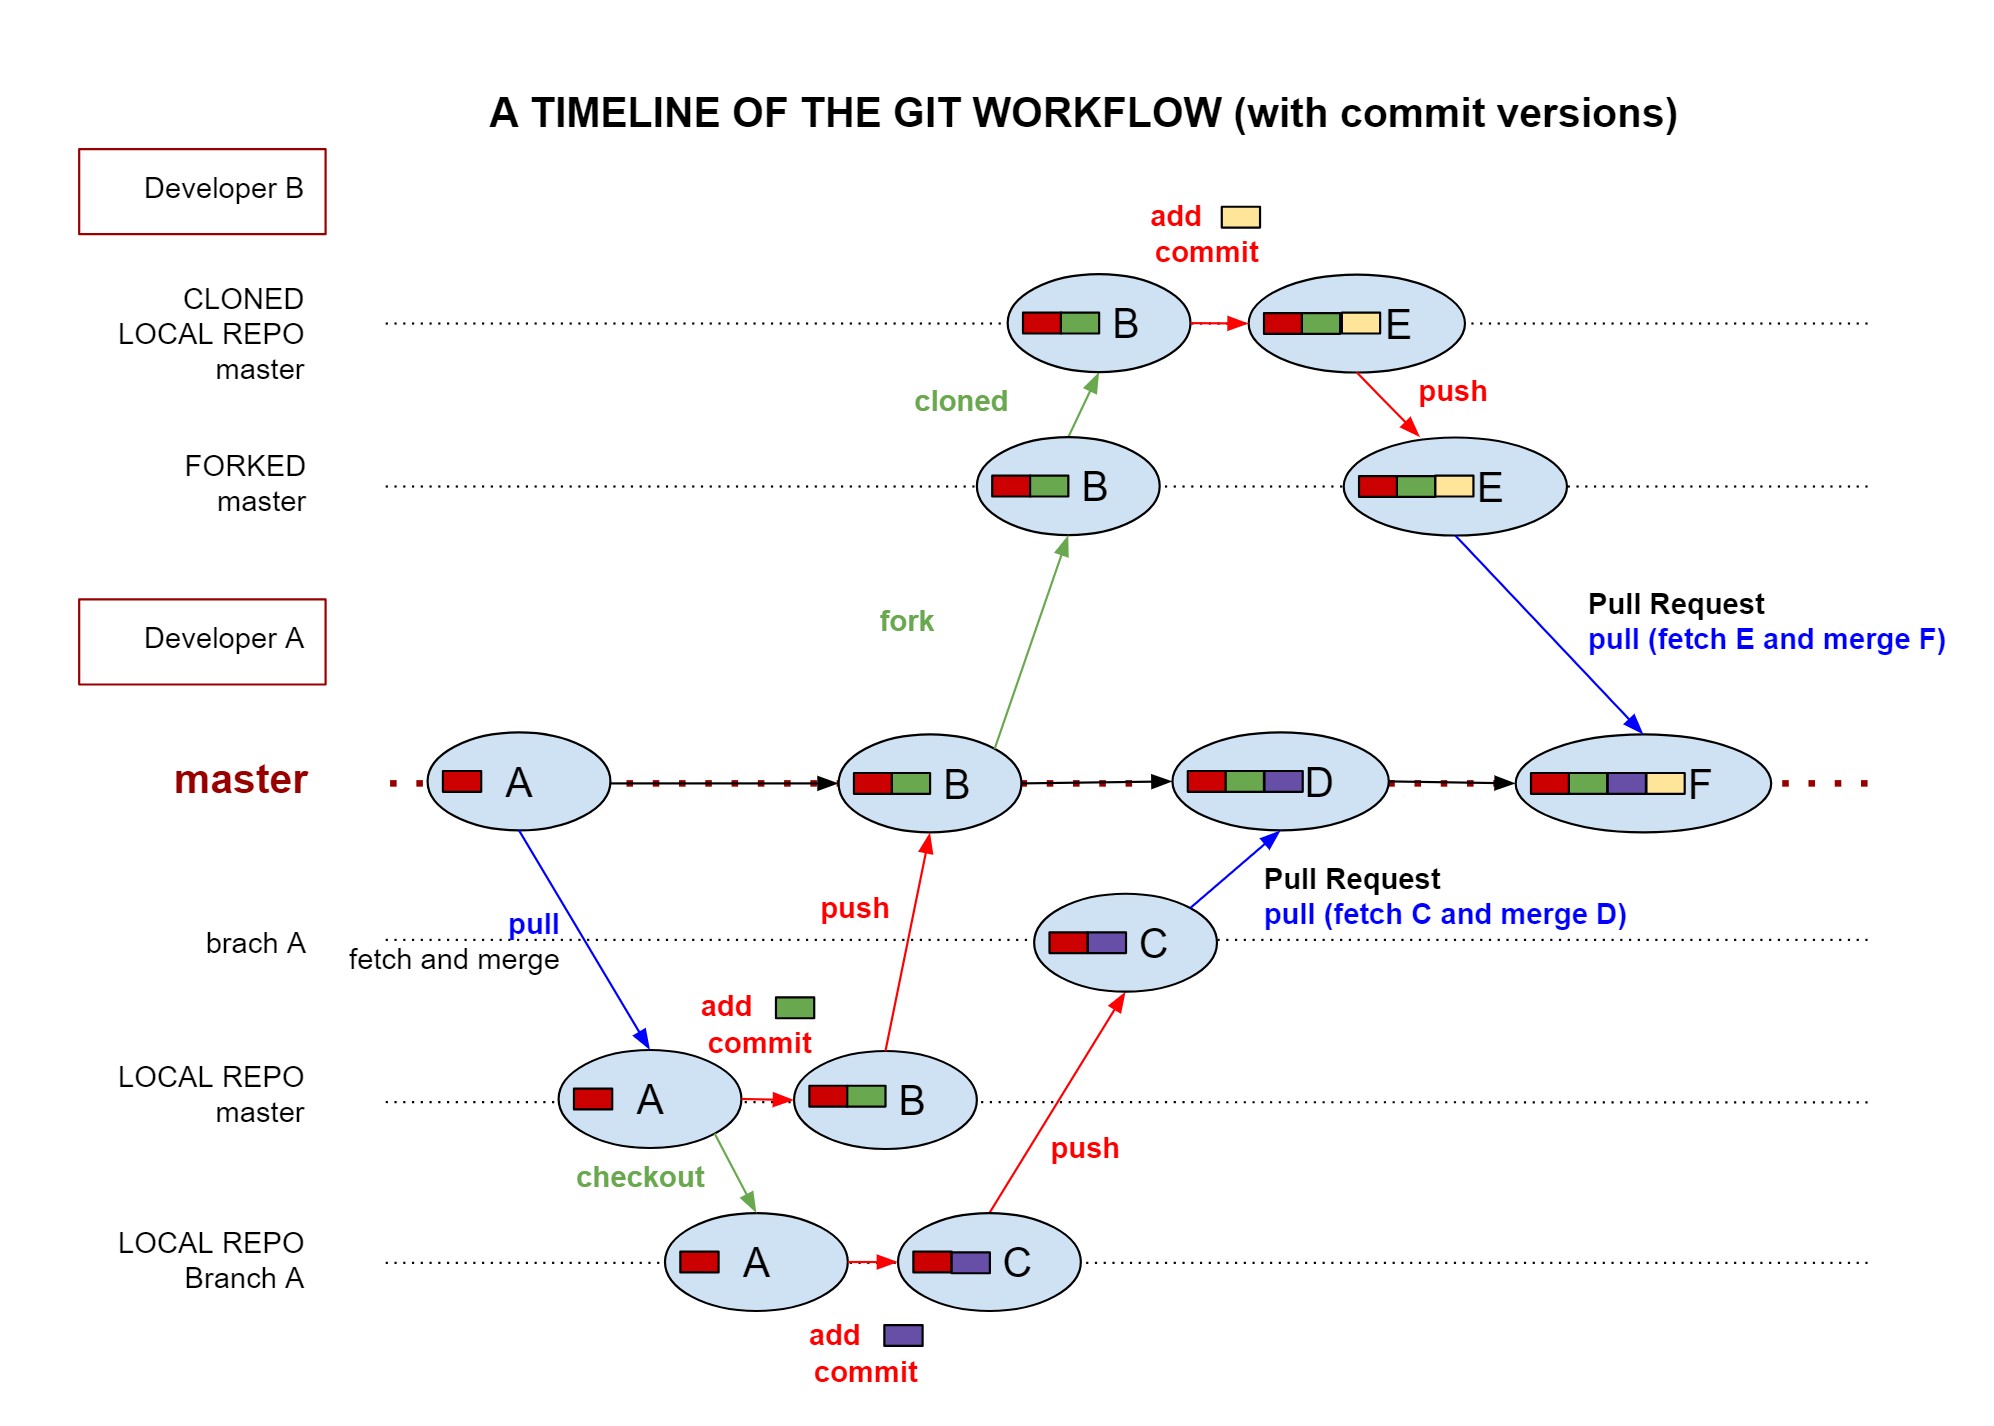 A TIMELINE OF THE GIT WORKFLOW (with commit versions)
Developer B
add
commit
CLONED
LOCAL REPO
master
B
E
cloned
push
FORKED
master
B
E
fork
Pull Request
pull (fetch E and merge F)
Developer A
master
A
B
D
F
Pull Request
pull (fetch C and merge D)
push
pull
fetch and merge
brach A
C
add
commit
LOCAL REPO
master
A
B
push
checkout
LOCAL REPO
Branch A
A
C
add
commit